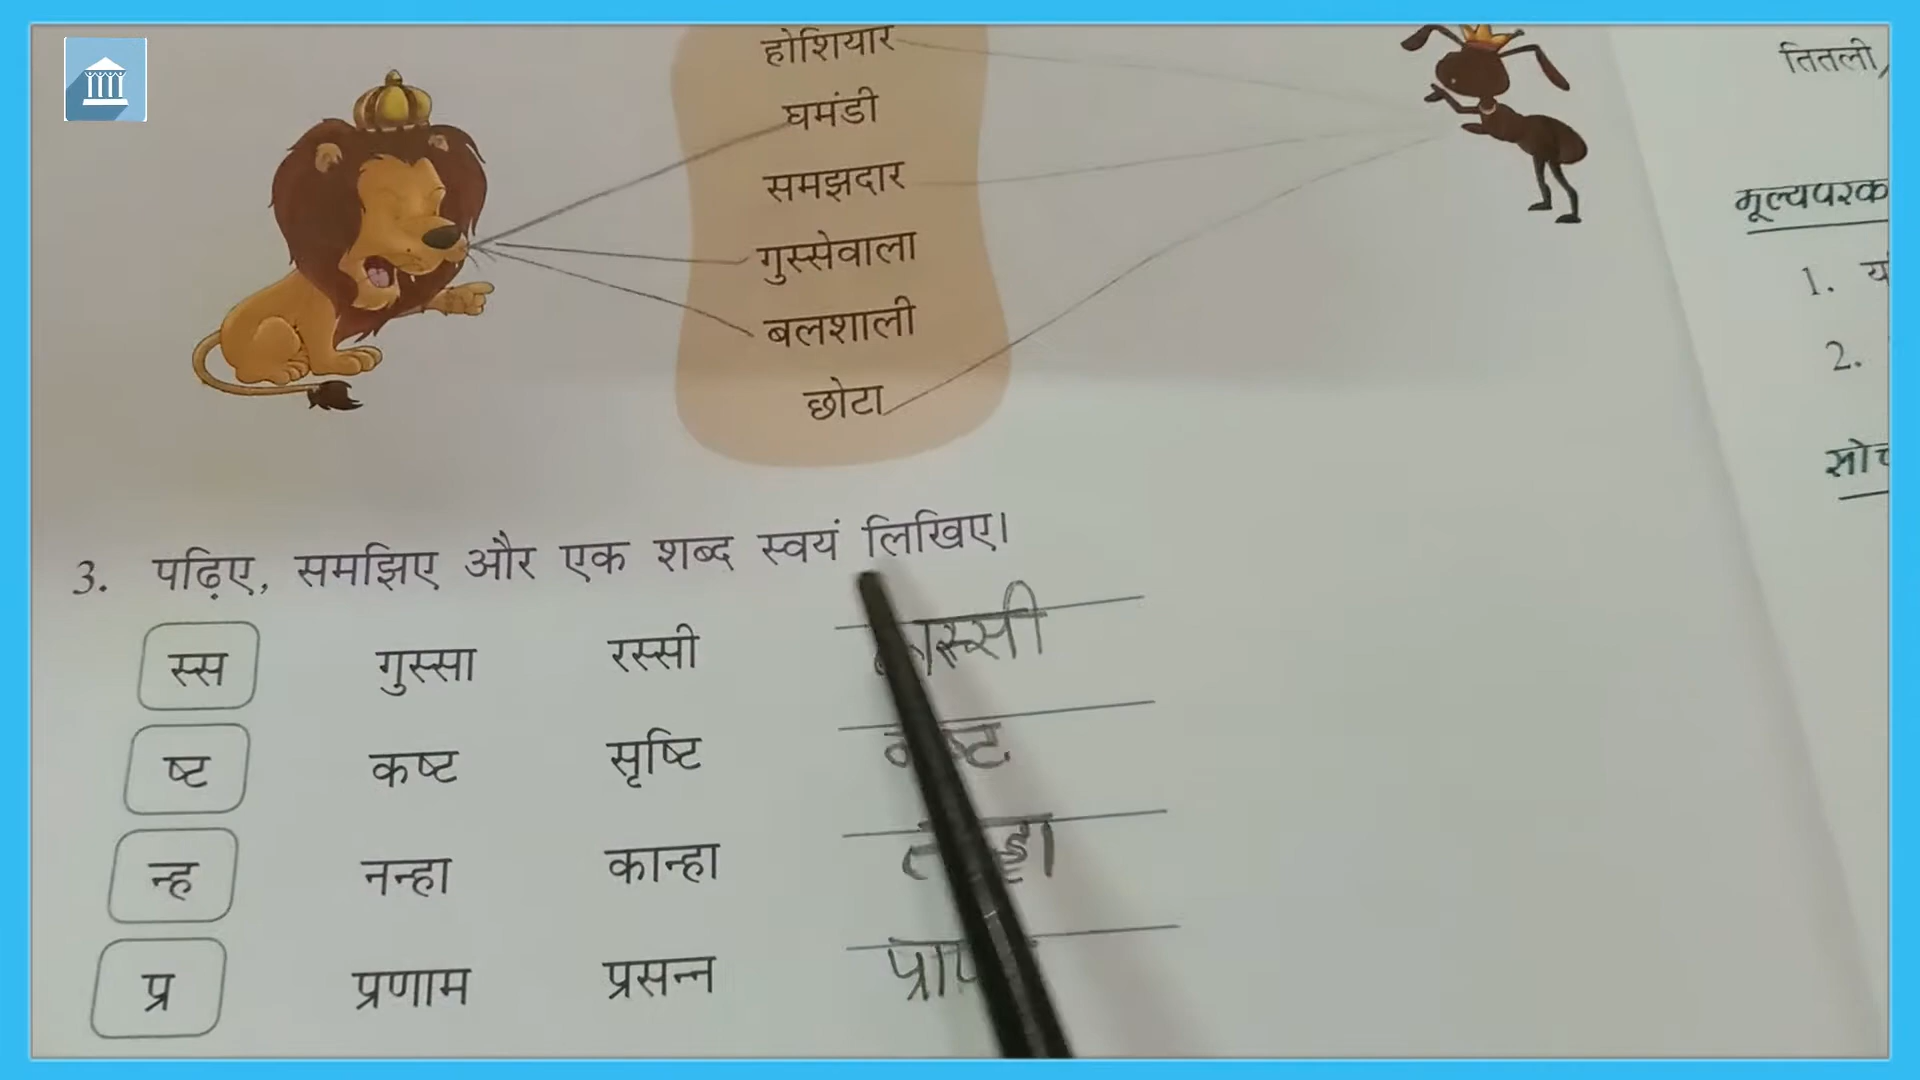 होशियार
घमंडी
समझदार
गुस्सेवाला
बलशाली
छोटा
3. पढ़िए, समझिए और एक शब्द स्वयं लिखिए।
स्स गुस्सा रस्सी
ष्ट कष्ट सृष्टि
न्ह नन्हा कान्हा
प्र प्रणाम प्रसन्न
तितली,
मूल्यपरक
1.
2.